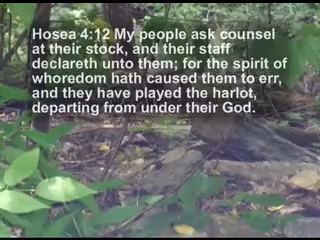 Hosea 4:12 My people ask counsel
at their stock, and their staff
declareth unto them; for the spirit of
whoredom hath caused them to err,
and they have played the harlot,
departing from under their God.